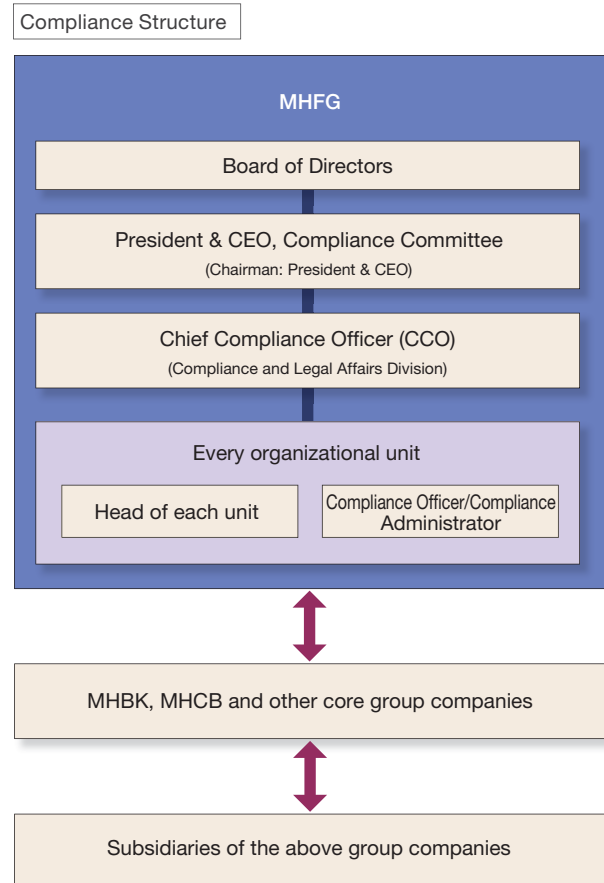 Compliance Structure
MHFG
Board of Directors
President & CEO, Compliance Committee
(Chairman: President & CEO)
Chief Compliance Officer (CCO)
(Compliance and Legal Affairs Division)
Every organizational unit
Head of each unit
Compliance Officer/Compliance
Administrator
MHBK, MHCB and other core group companies
Subsidiaries of the above group companies